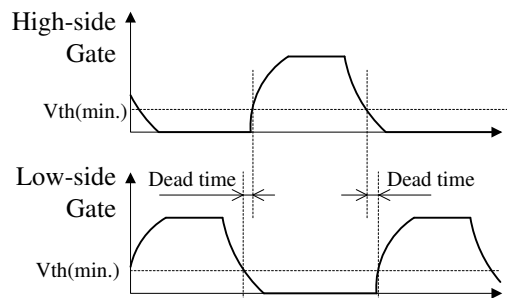 High-side
Gate
Vth(min.)
Low-side
Gate
Dead time
Dead time
Vth(min.)